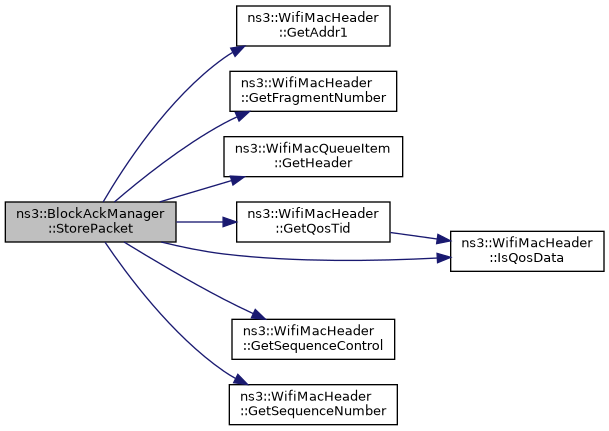 ns3::WifiMacHeader
::GetAddr1
ns3::WifiMacHeader
::GetFragmentNumber
ns3::WifiMacQueueItem
::GetHeader
ns3::BlockAckManager
::StorePacket
ns3::WifiMacHeader
::GetQosTid
ns3::WifiMacHeader
::IsQosData
ns3::WifiMacHeader
::GetSequenceControl
ns3::WifiMacHeader
::GetSequenceNumber